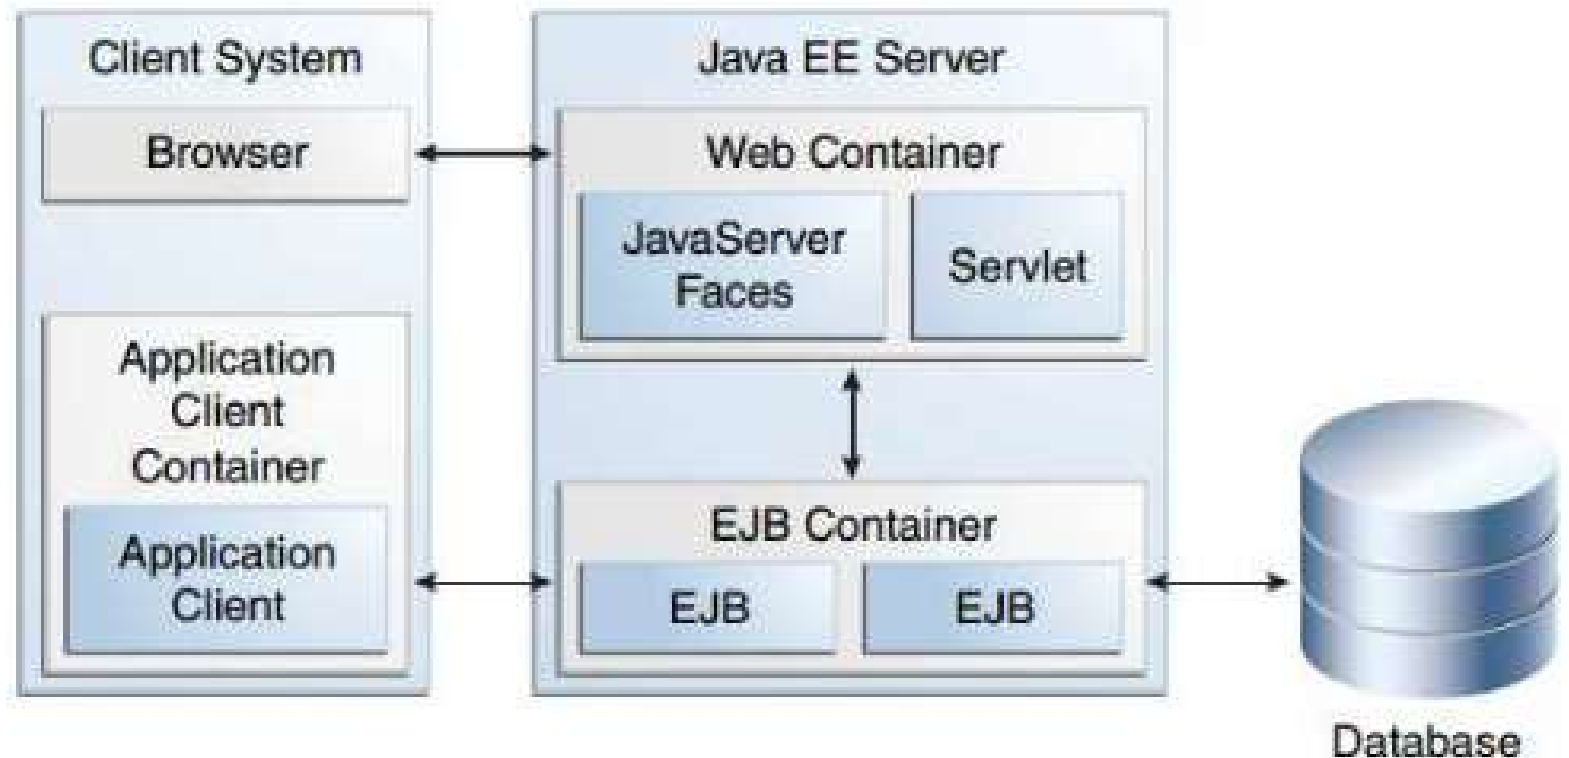 Client System
Browser
Application
Client
Container
Application
Client
Java EE Server
Web Container
JavaServer
Faces
Servlet
EJB Container
EJB
EJB
Database